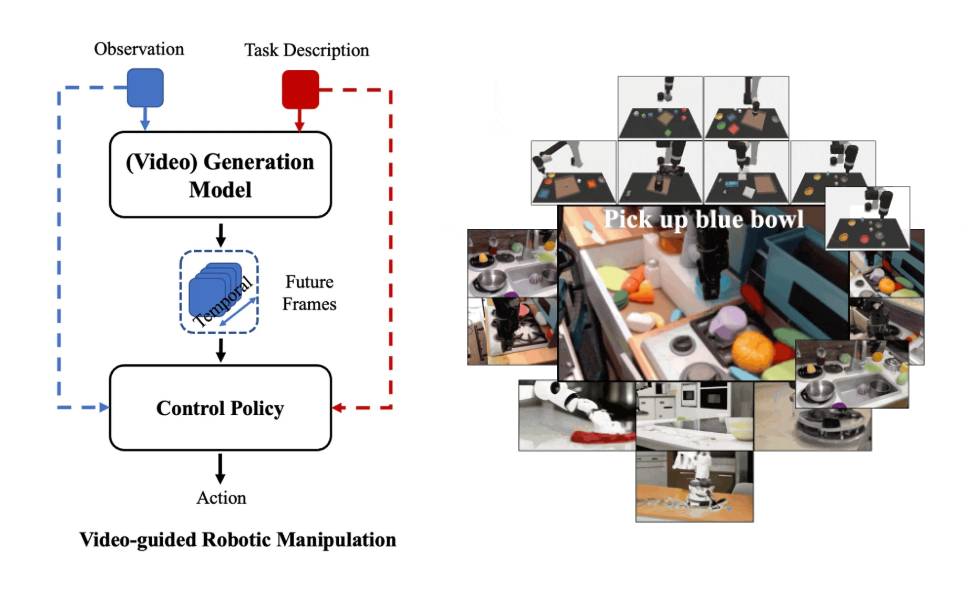 Observation
Task Description
(Video) Generation
Model
Temporal
Future
Frames
Control Policy
Action
Video-guided Robotic Manipulation
Pick up blue bowl